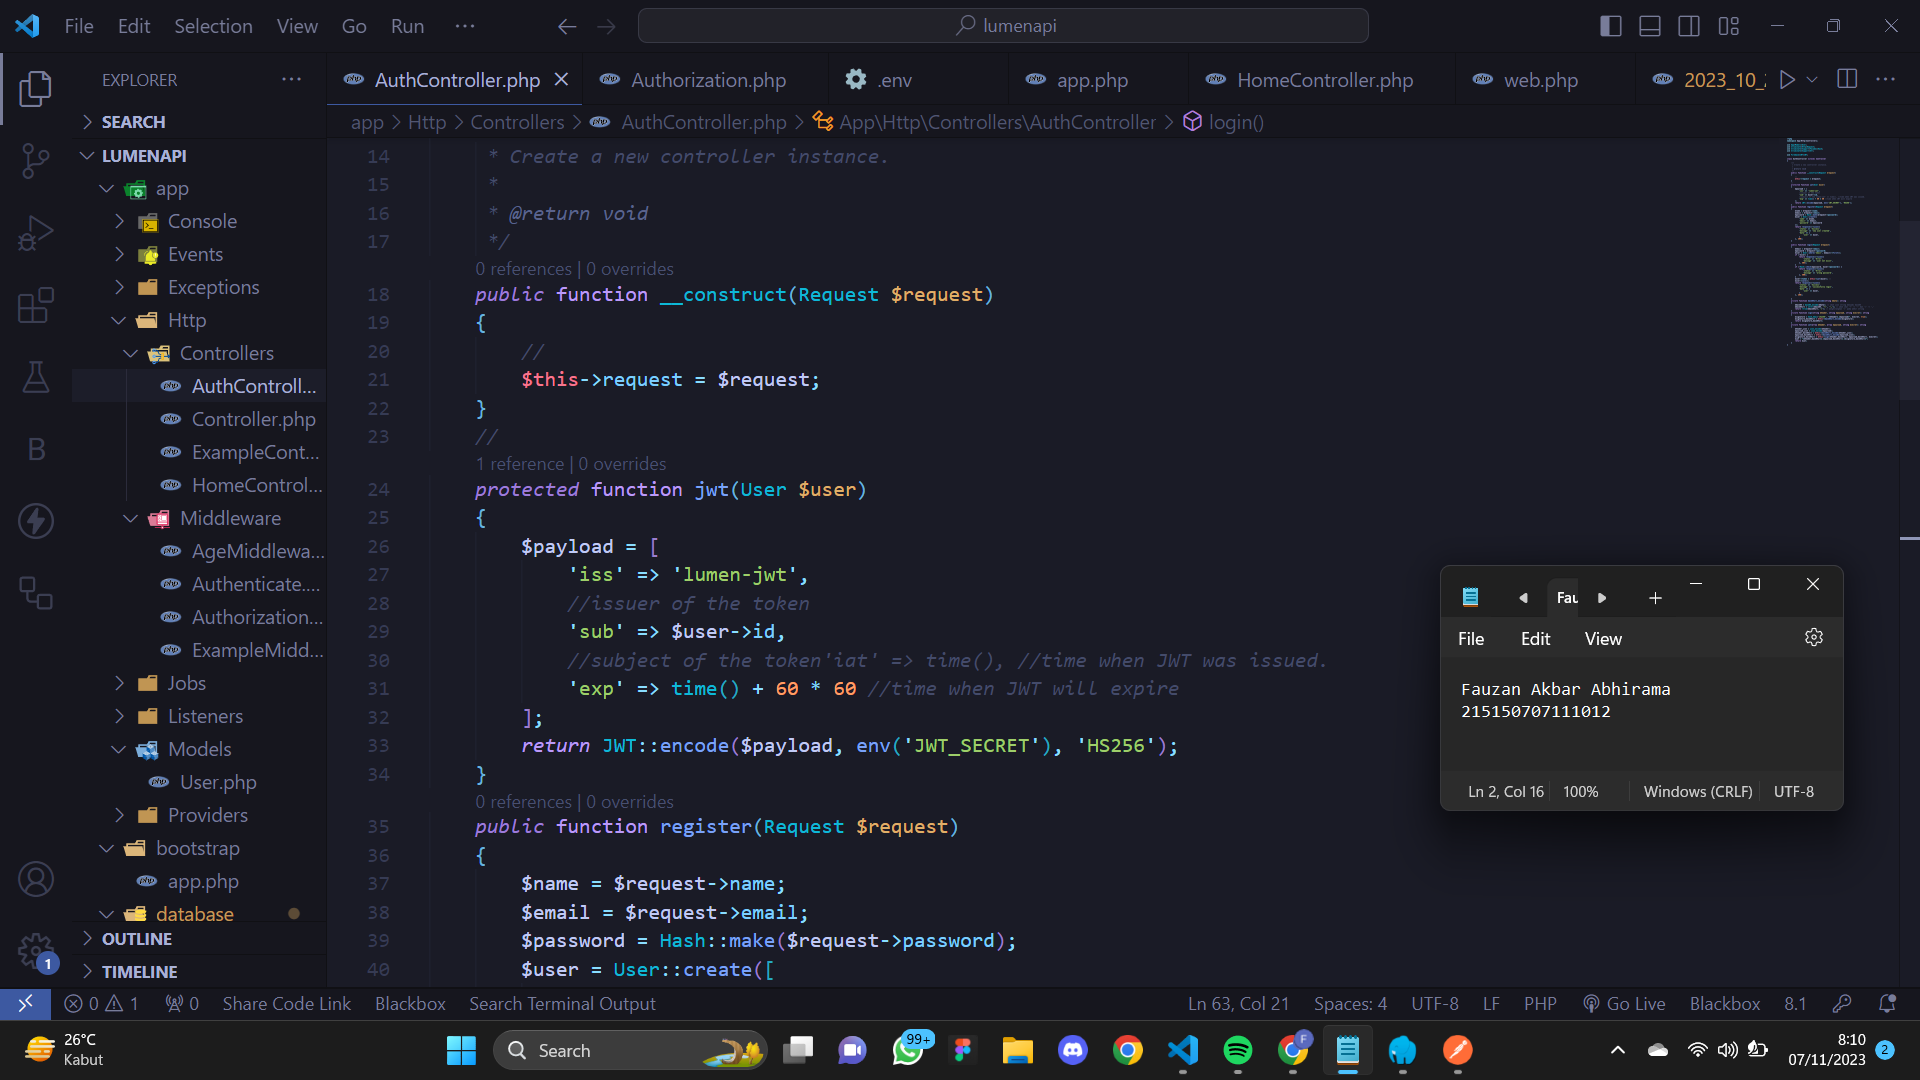 File Edit Selection View Go Run ··· lumenapi
EXPLORER ···
AuthController.php Authorization.php .env app.php HomeController.php web.php 2023_10_
SEARCH
LUMENAPI
app
Console
Events
Exceptions
Http
Controllers
AuthControll...
Controller.php
ExampleCont...
HomeControl...
Middleware
AgeMiddlewa...
Authenticate....
Authorization...
ExampleMidd...
Jobs
Listeners
Models
User.php
Providers
bootstrap
app.php
database
OUTLINE
TIMELINE
B
1
app > Http > Controllers > AuthController.php > App\Http\Controllers\AuthController > login()
14 * Create a new controller instance.
15 *
16 * @return void
17 */
0 references | 0 overrides
18 public function __construct(Request $request)
19 {
20 //
21 $this->request = $request;
22 }
23 //
1 reference | 0 overrides
24 protected function jwt(User $user)
25 {
26 $payload = [
27 'iss' => 'lumen-jwt',
28 //issuer of the token
29 'sub' => $user->id,
30 //subject of the token'iat' => time(), //time when JWT was issued.
31 'exp' => time() + 60 * 60 //time when JWT will expire
32 ];
33 return JWT::encode($payload, env('JWT_SECRET'), 'HS256');
34 }
0 references | 0 overrides
35 public function register(Request $request)
36 {
37 $name = $request->name;
38 $email = $request->email;
39 $password = Hash::make($request->password);
40 $user = User::create([
Fau
File Edit View
Fauzan Akbar Abhirama
215150707111012
Ln 2, Col 16 100% Windows (CRLF) UTF-8
0 1 0 Share Code Link Blackbox Search Terminal Output Ln 63, Col 21 Spaces: 4 UTF-8 LF PHP Go Live Blackbox 8.1
26°C
Kabut
Search
99+
F
8:10
07/11/2023
2